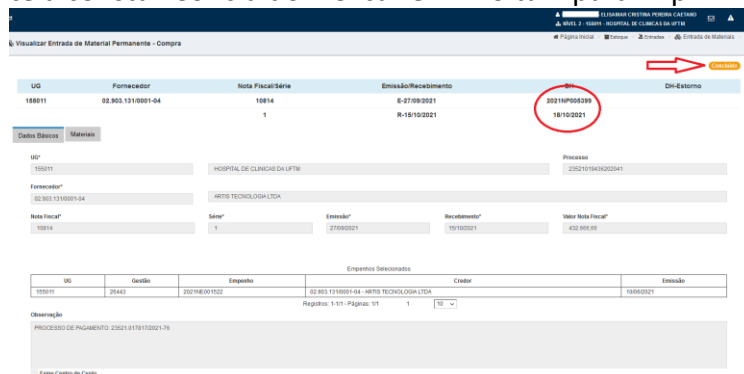 ELISAMAR CRISTINA PEREIRA CAETANO
NÍVEL 2 - 155011 - HOSPITAL DE CLINICAS DA UFTM
Visualizar Entrada de Material Permanente - Compra
Página Inicial Estoque Entradas Entrada de Materiais
Concluído
UG Fornecedor Nota Fiscal/Série Emissão/Recebimento DH DH-Estorno
155011 02.903.131/0001-04 10814 E-27/09/2021 2021NP005399
1 R-15/10/2021 18/10/2021
Dados Básicos Materiais
UG* Processo
155011 HOSPITAL DE CLINICAS DA UFTM
Fornecedor*
02.903.131/0001-04 ARTIS TECNOLOGIA LTDA
Nota Fiscal* Série* Emissão* Recebimento* Valor Nota Fiscal*
10814 1 27/09/2021 15/10/2021
Empenhos Selecionados
UG Gestão Empenho Credor Emissão
155011 26443 2021NE001522 02.903.131/0001-04 - ARTIS TECNOLOGIA LTDA 10/06/2021
Registros: 1-1/1 - Páginas: 1/1 1 10
Observação
PROCESSO DE PAGAMENTO: 23521.017817/2021-76
Exige Centro de Custo